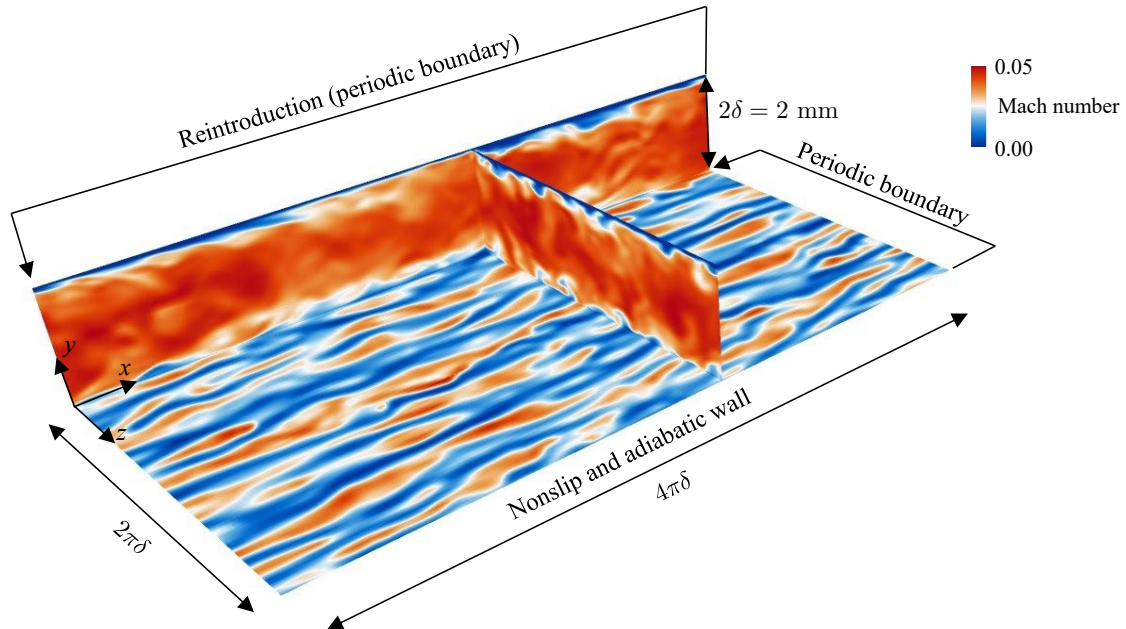 Reintroduction (periodic boundary)
0.05
Mach number
0.00
2δ = 2 mm
Periodic boundary
y
x
z
Nonslip and adiabatic wall
4πδ
2πδ